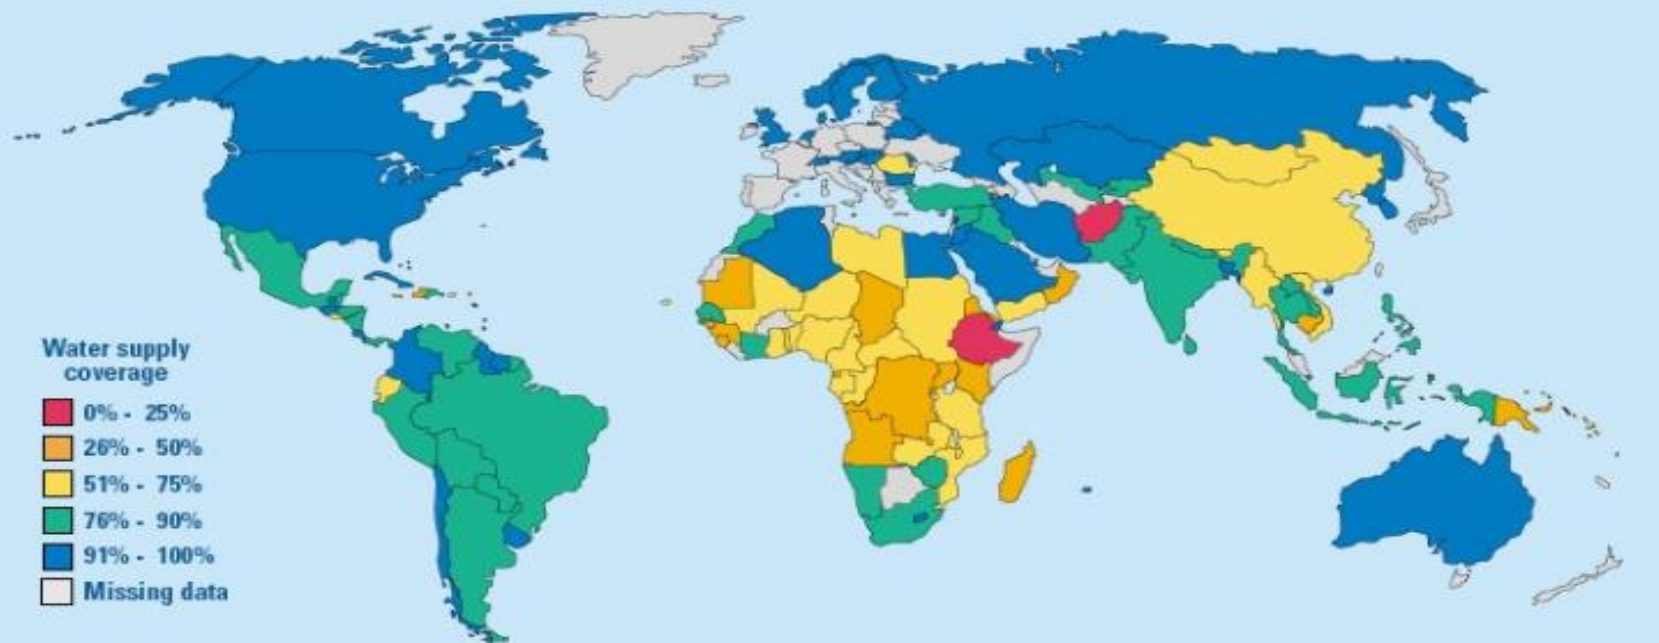 Water supply
coverage
0% - 25%
26% - 50%
51% - 75%
76% - 90%
91% - 100%
Missing data